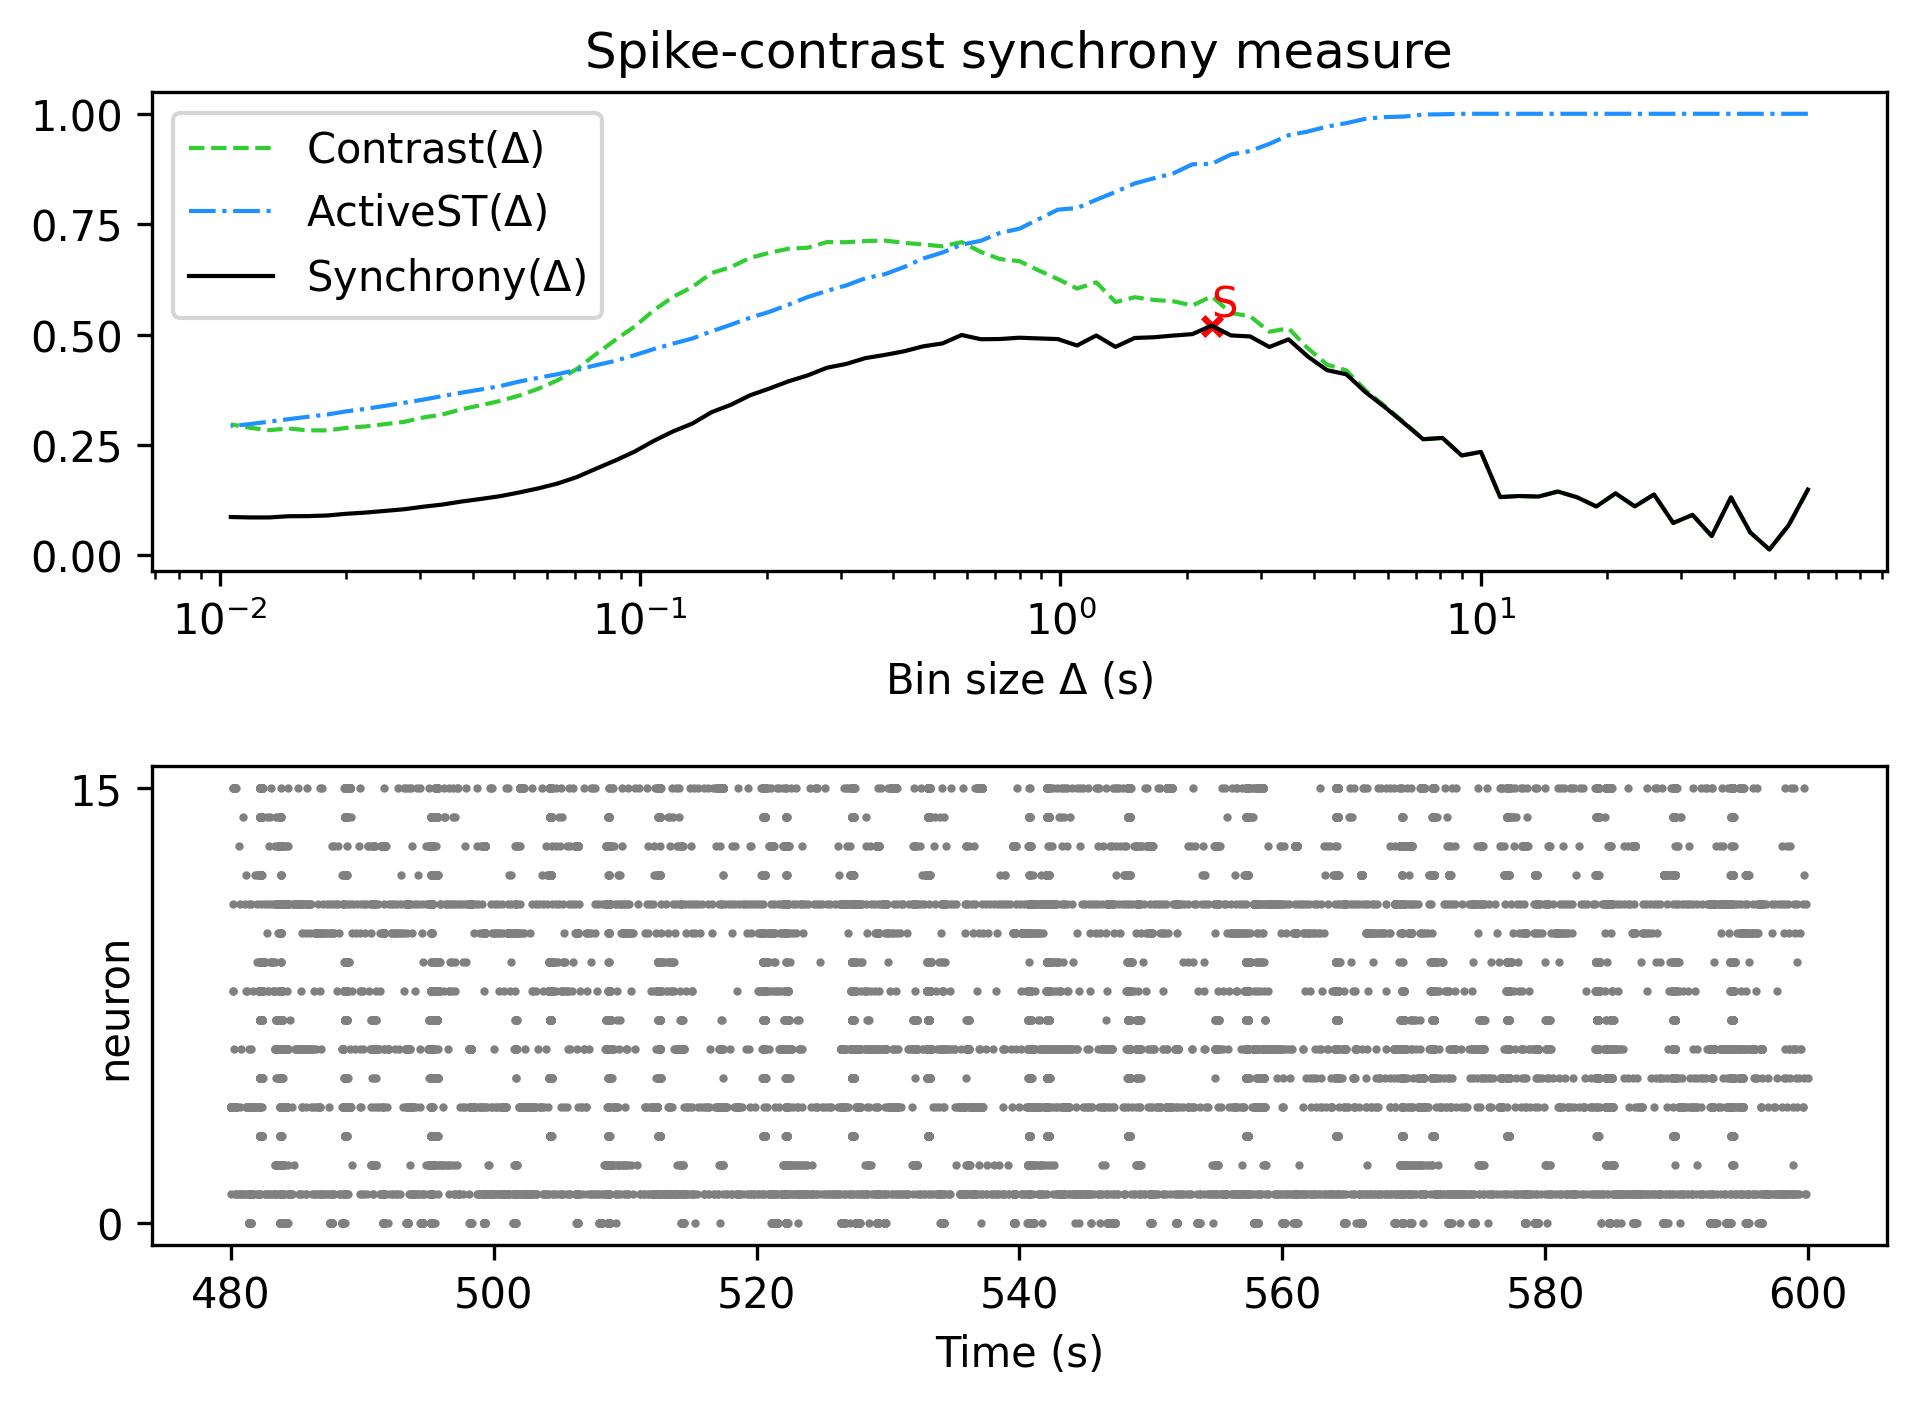 Spike-contrast synchrony measure
1.00
0.75
0.50
0.25
0.00
Contrast(Δ)
ActiveST(Δ)
Synchrony(Δ)
S
10⁻² 10⁻¹ 10⁰ 10¹
Bin size Δ (s)
15
0
neuron
480 500 520 540 560 580 600
Time (s)